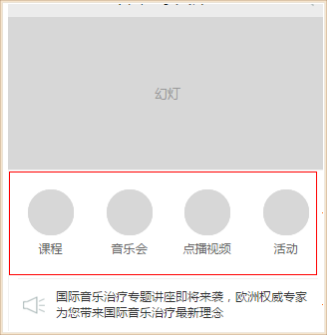 幻灯
课程 音乐会 点播视频 活动
国际音乐治疗专题讲座即将来袭，欧洲权威专家
为您带来国际音乐治疗最新理念